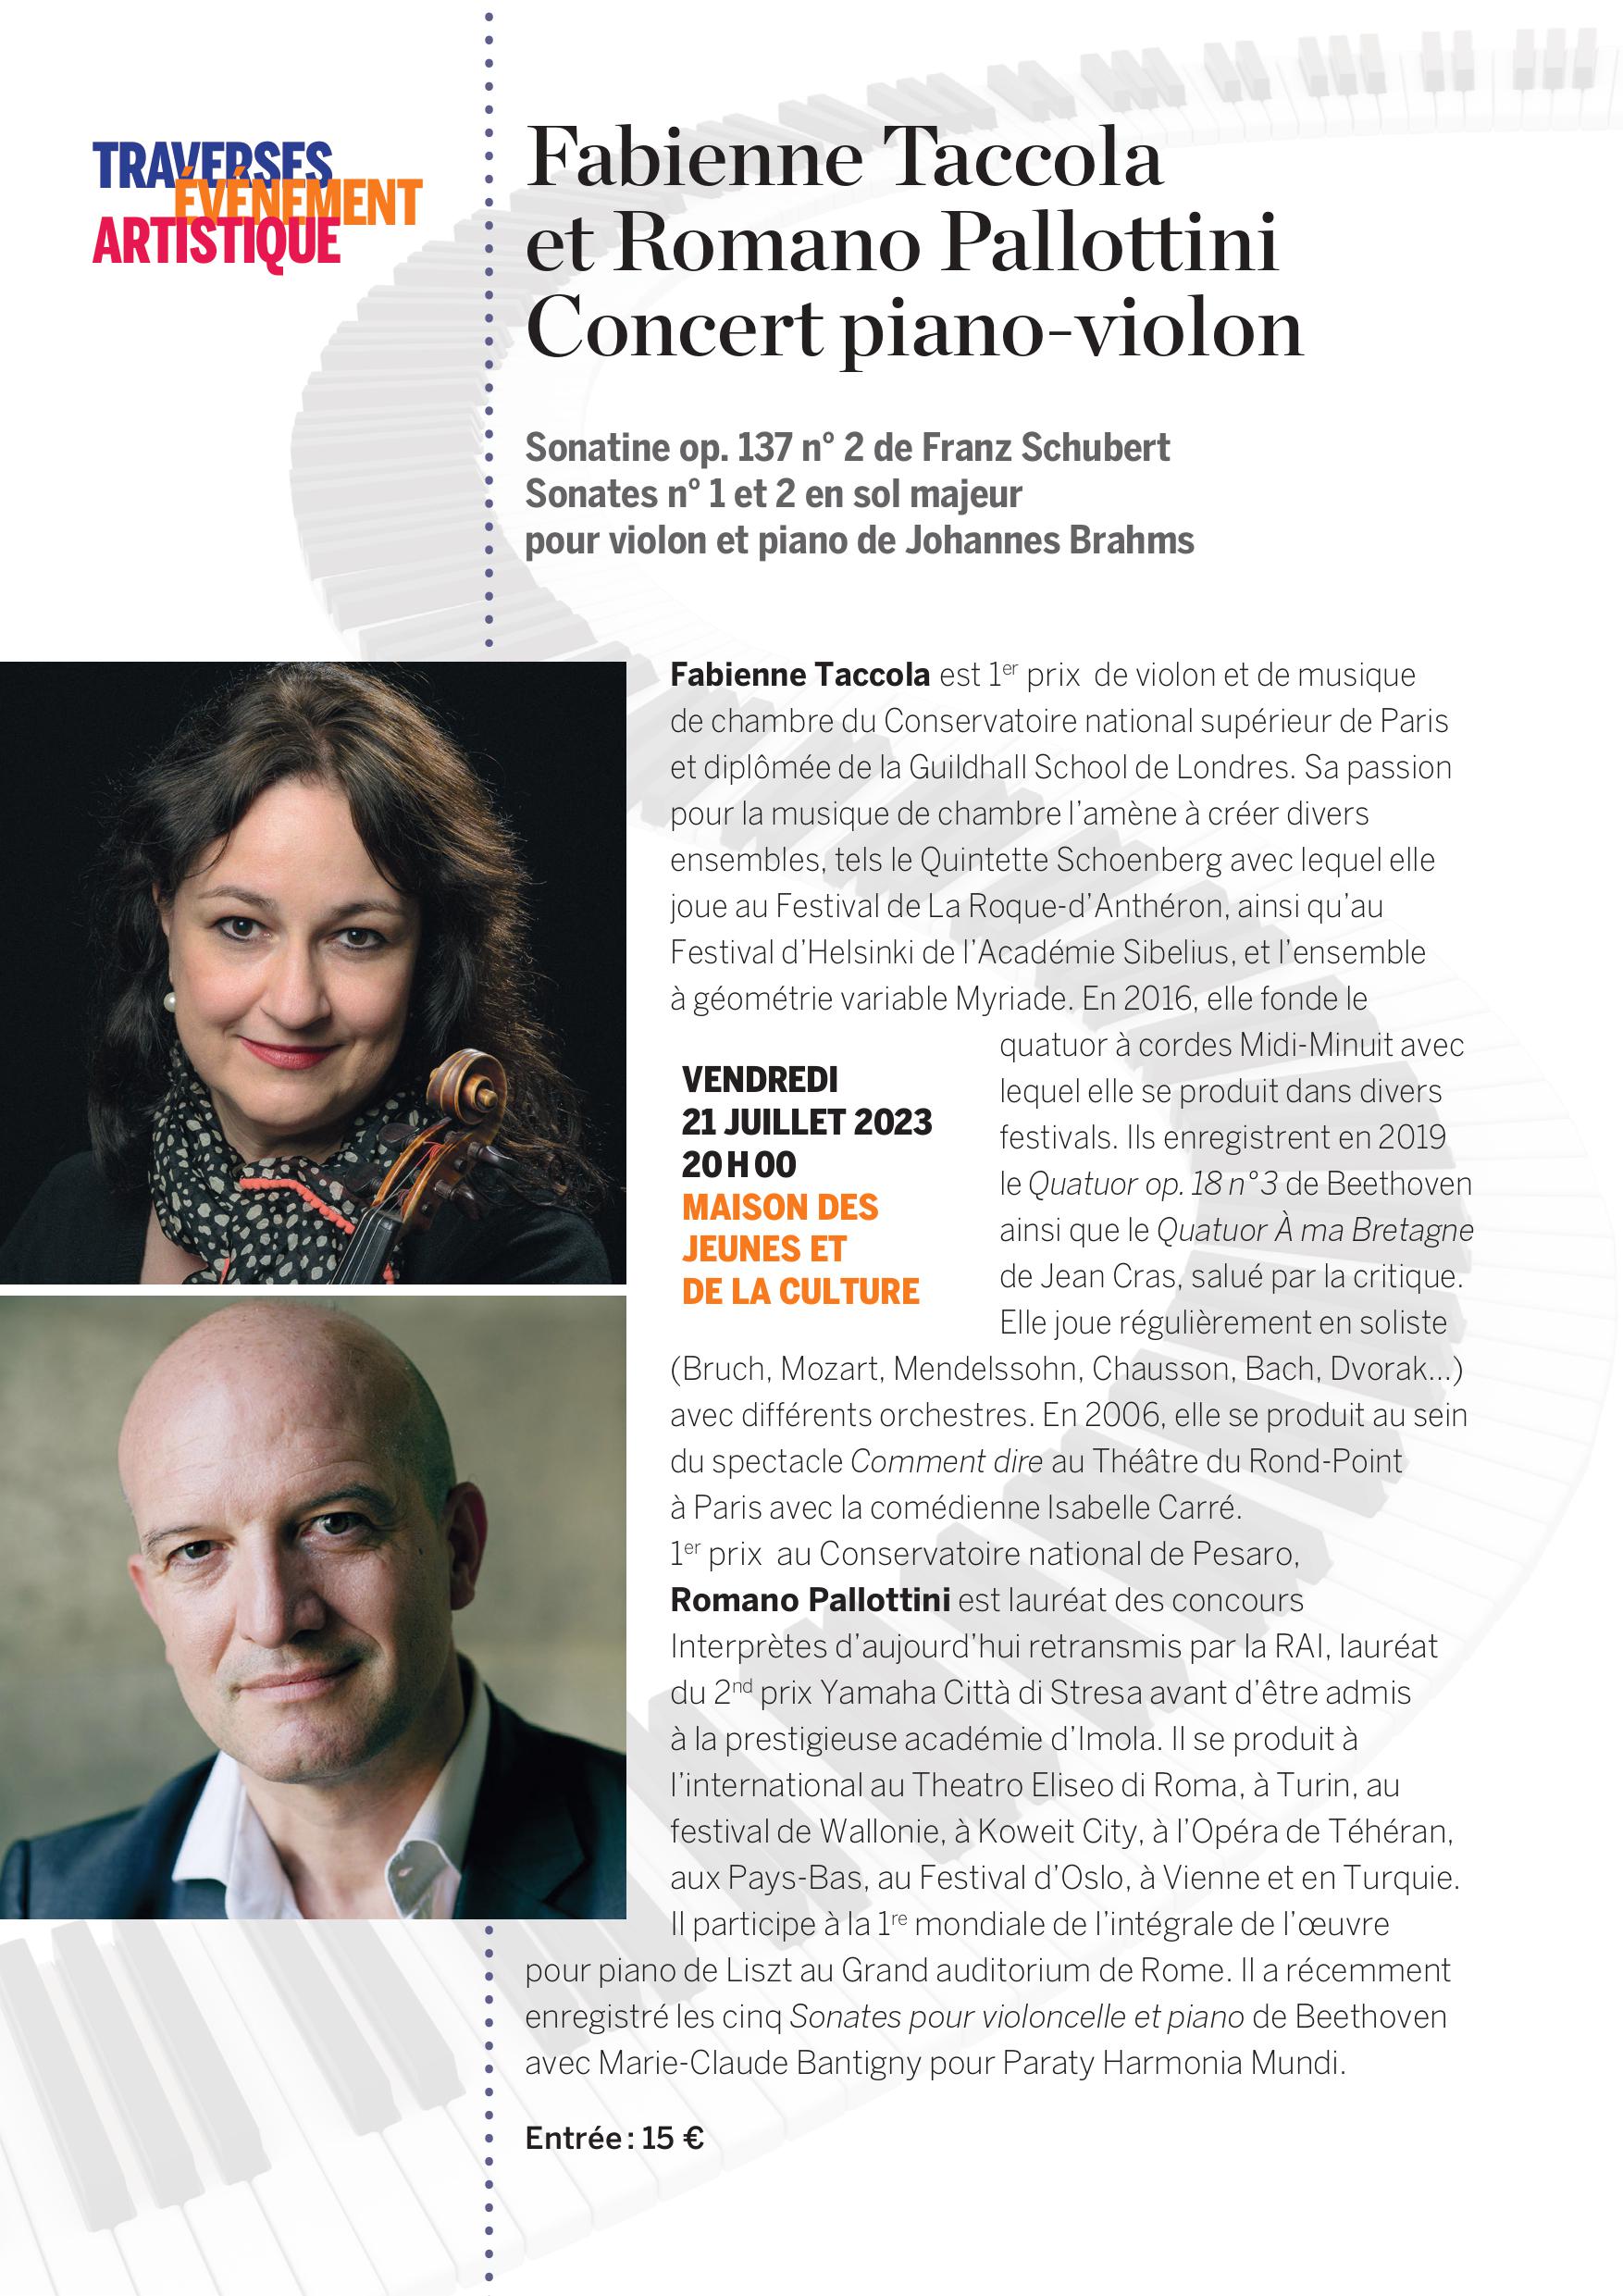 TRAVERSES
ÉVÉNEMENT
ARTISTIQUE
Fabienne Taccola
et Romano Pallottini
Concert piano-violon
Sonatine op. 137 n° 2 de Franz Schubert
Sonates n° 1 et 2 en sol majeur
pour violon et piano de Johannes Brahms
Fabienne Taccola est 1er prix de violon et de musique
de chambre du Conservatoire national supérieur de Paris
et diplômée de la Guildhall School de Londres. Sa passion
pour la musique de chambre l'amène à créer divers
ensembles, tels le Quintette Schoenberg avec lequel elle
joue au Festival de La Roque-d'Anthéron, ainsi qu'au
Festival d'Helsinki de l'Académie Sibelius, et l'ensemble
à géométrie variable Myriade. En 2016, elle fonde le
quatuor à cordes Midi-Minuit avec
lequel elle se produit dans divers
festivals. Ils enregistrent en 2019
le Quatuor op. 18 n°3 de Beethoven
ainsi que le Quatuor À ma Bretagne
de Jean Cras, salué par la critique.
Elle joue régulièrement en soliste
(Bruch, Mozart, Mendelssohn, Chausson, Bach, Dvorak...)
avec différents orchestres. En 2006, elle se produit au sein
du spectacle Comment dire au Théâtre du Rond-Point
à Paris avec la comédienne Isabelle Carré.
1er prix au Conservatoire national de Pesaro,
Romano Pallottini est lauréat des concours
Interprètes d'aujourd'hui retransmis par la RAI, lauréat
du 2nd prix Yamaha Città di Stresa avant d'être admis
à la prestigieuse académie d'Imola. Il se produit à
l'international au Theatro Eliseo di Roma, à Turin, au
festival de Wallonie, à Koweit City, à l'Opéra de Téhéran,
aux Pays-Bas, au Festival d'Oslo, à Vienne et en Turquie.
Il participe à la 1re mondiale de l'intégrale de l'œuvre
pour piano de Liszt au Grand auditorium de Rome. Il a récemment
enregistré les cinq Sonates pour violoncelle et piano de Beethoven
avec Marie-Claude Bantigny pour Paraty Harmonia Mundi.
VENDREDI
21 JUILLET 2023
20 H 00
MAISON DES
JEUNES ET
DE LA CULTURE
Entrée : 15 €